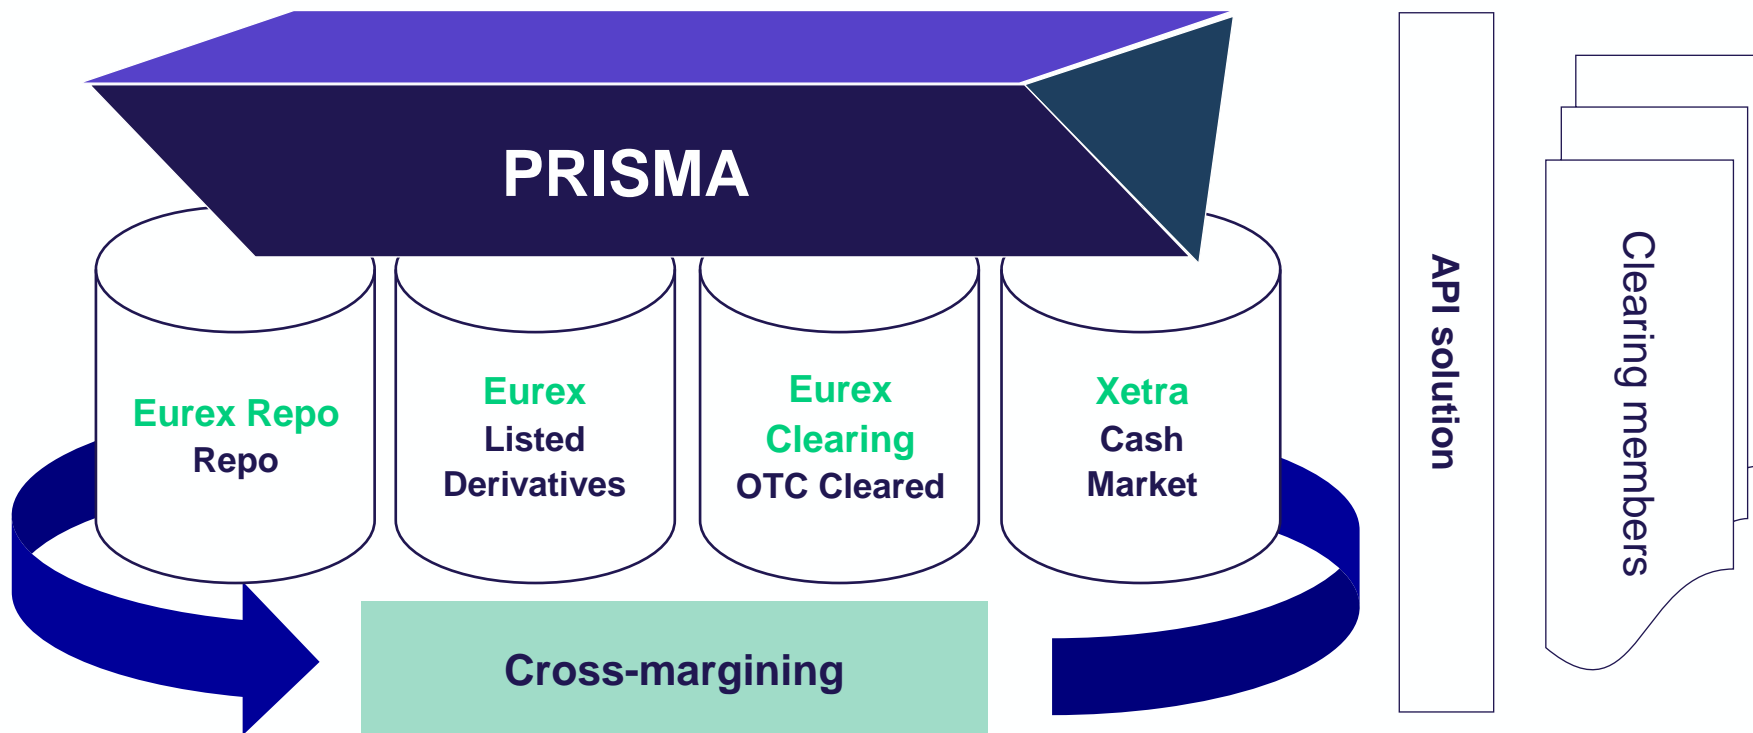 PRISMA
Eurex Repo
Repo
Eurex
Listed
Derivatives
Eurex
Clearing
OTC Cleared
Xetra
Cash
Market
Cross-margining
API solution
Clearing members